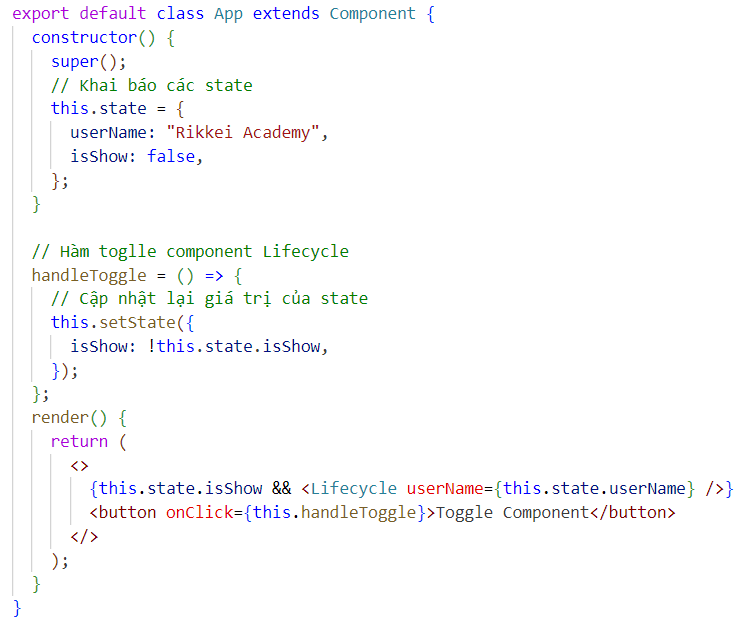 export default class App extends Component {
constructor() {
super();
// Khai báo các state
this.state = {
userName: "Rikkei Academy",
isShow: false,
};
}
// Hàm toglle component Lifecycle
handleToggle = () => {
// Cập nhật lại giá trị của state
this.setState({
isShow: !this.state.isShow,
});
};
render() {
return (
<>
{this.state.isShow && <Lifecycle userName={this.state.userName} />}
<button onClick={this.handleToggle}>Toggle Component</button>
</>
);
}
}